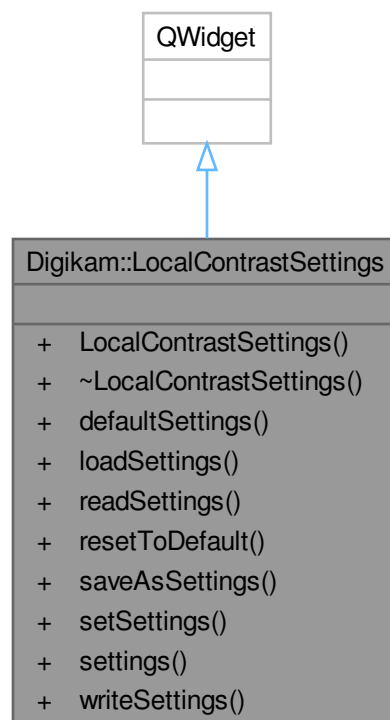 QWidget
Digikam::LocalContrastSettings
+ LocalContrastSettings()
+ ~LocalContrastSettings()
+ defaultSettings()
+ loadSettings()
+ readSettings()
+ resetToDefault()
+ saveAsSettings()
+ setSettings()
+ settings()
+ writeSettings()